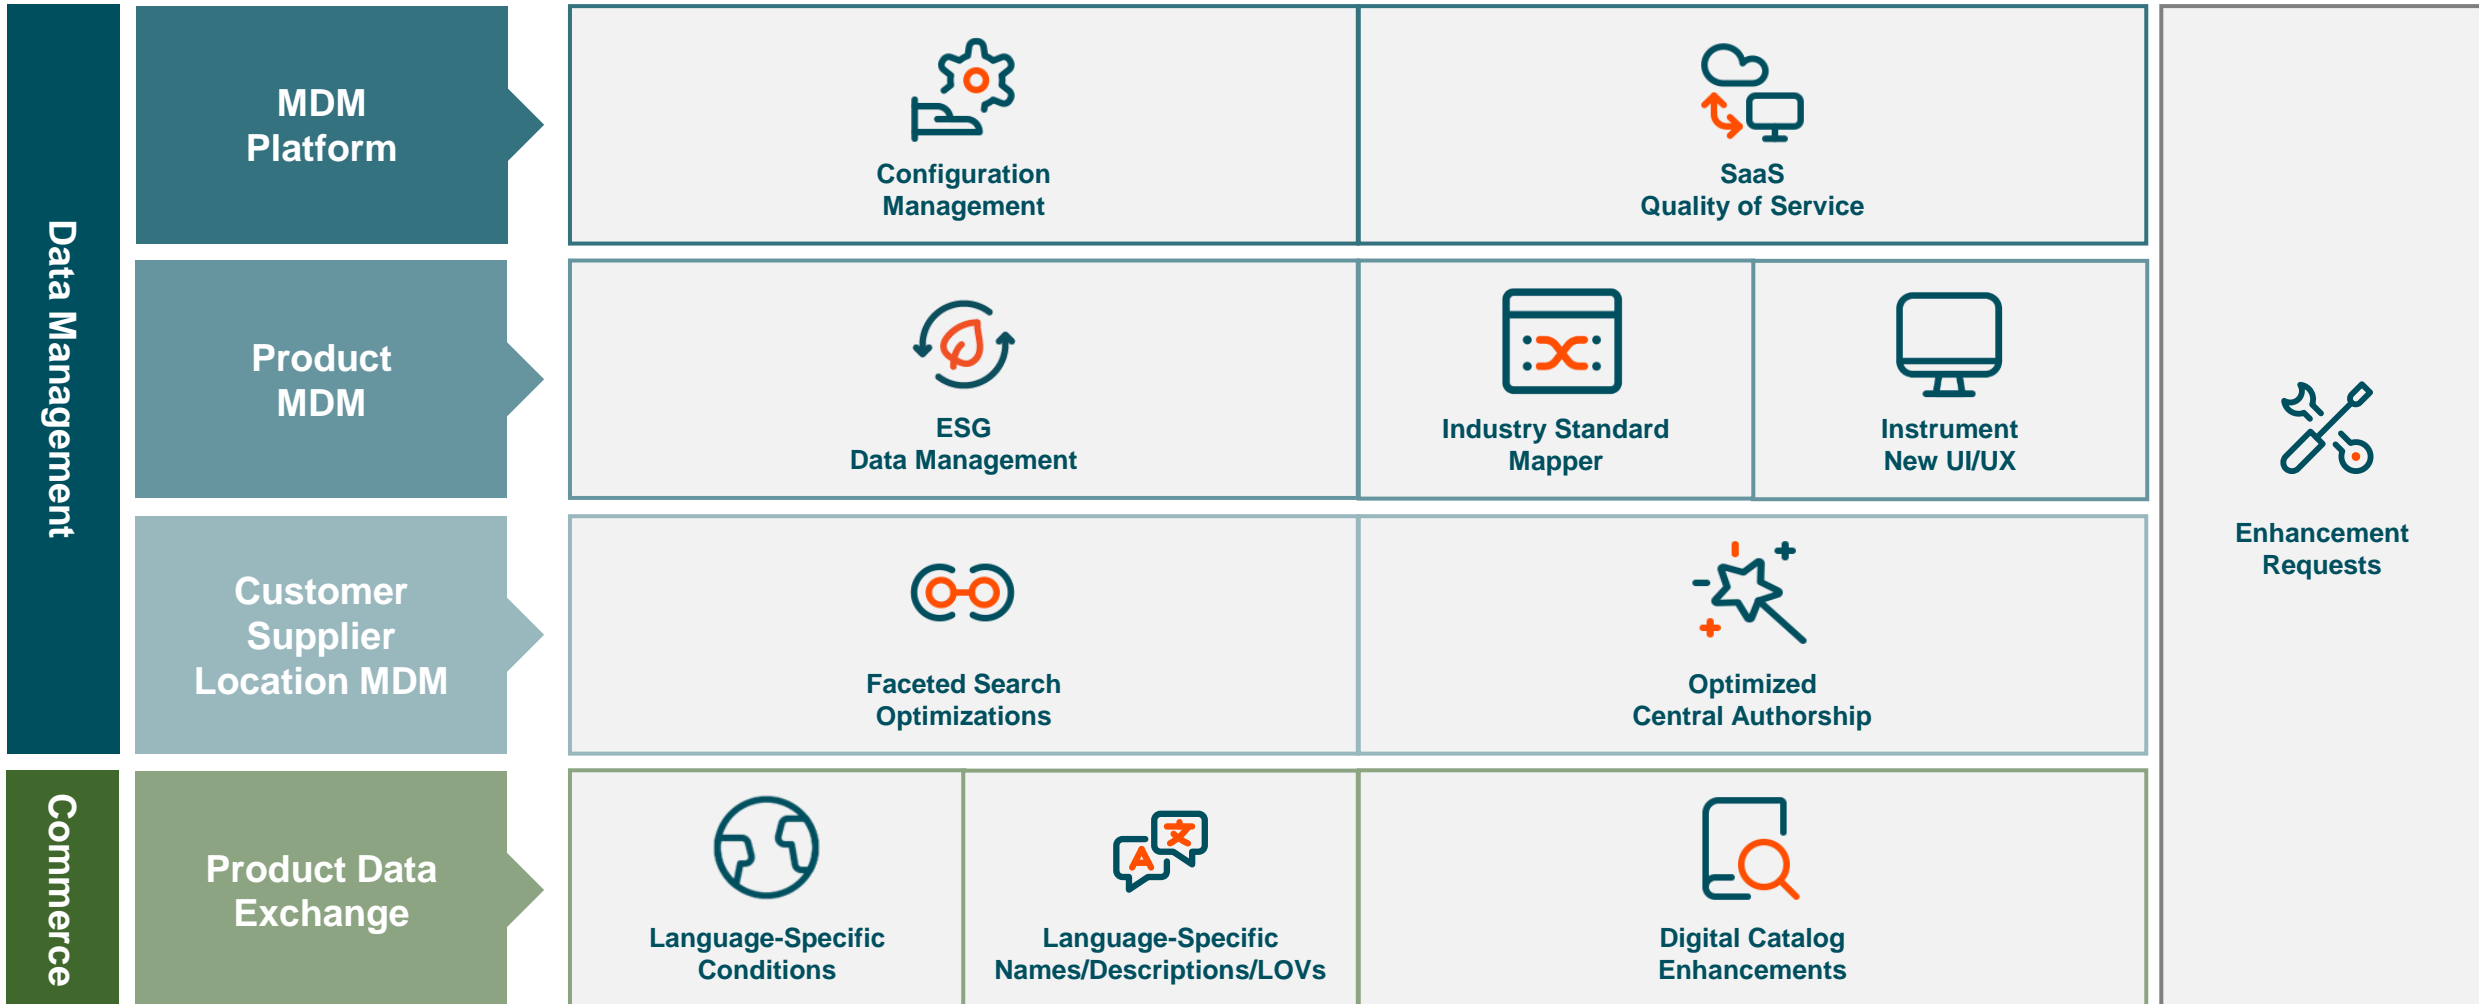 Data Management
MDM
Platform
Configuration
Management
SaaS
Quality of Service
Product
MDM
ESG
Data Management
Industry Standard
Mapper
Instrument
New UI/UX
Customer
Supplier
Location MDM
Faceted Search
Optimizations
Optimized
Central Authorship
Commerce
Product Data
Exchange
Language-Specific
Conditions
A
文
Language-Specific
Names/Descriptions/LOVs
Digital Catalog
Enhancements
Enhancement
Requests